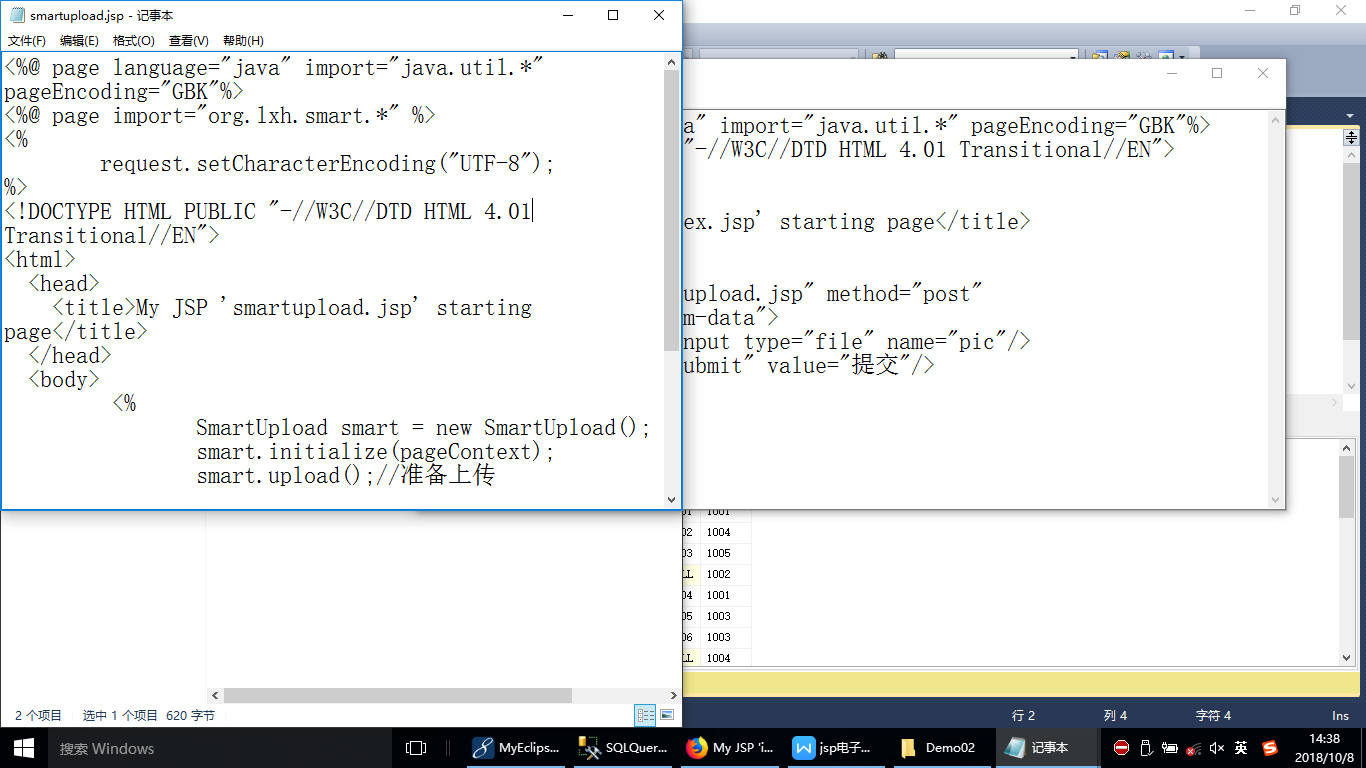 smartupload.jsp - 记事本
文件(F) 编辑(E) 格式(O) 查看(V) 帮助(H)
<%@ page language="java" import="java.util.*"
pageEncoding="GBK"%>
<%@ page import="org.lxh.smart.*" %>
<%
request.setCharacterEncoding("UTF-8");
%>
<!DOCTYPE HTML PUBLIC "-//W3C//DTD HTML 4.01
Transitional//EN">
<html>
<head>
<title>My JSP 'smartupload.jsp' starting
page</title>
</head>
<body>
<%
SmartUpload smart = new SmartUpload();
smart.initialize(pageContext);
smart.upload();//准备上传
a" import="java.util.*" pageEncoding="GBK"%>
"-//W3C//DTD HTML 4.01 Transitional//EN">
ex.jsp' starting page</title>
upload.jsp" method="post"
m-data">
nput type="file" name="pic"/>
ubmit" value="提交"/>
01 1001
02 1004
03 1005
LL 1002
04 1001
05 1003
06 1003
LL 1004
2 个项目 选中 1 个项目 620 字节
行 2 列 4 字符 4 Ins
搜索 Windows
MyEclips...
SQLQuer...
My JSP 'i...
jsp电子...
Demo02
记事本
英
14:38
2018/10/8